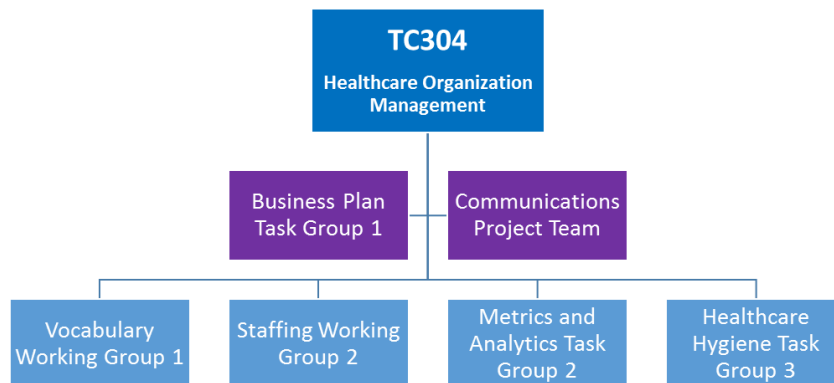 TC304
Healthcare Organization
Management
Business Plan
Task Group 1
Communications
Project Team
Vocabulary
Working Group 1
Staffing Working
Group 2
Metrics and
Analytics Task
Group 2
Healthcare
Hygiene Task
Group 3